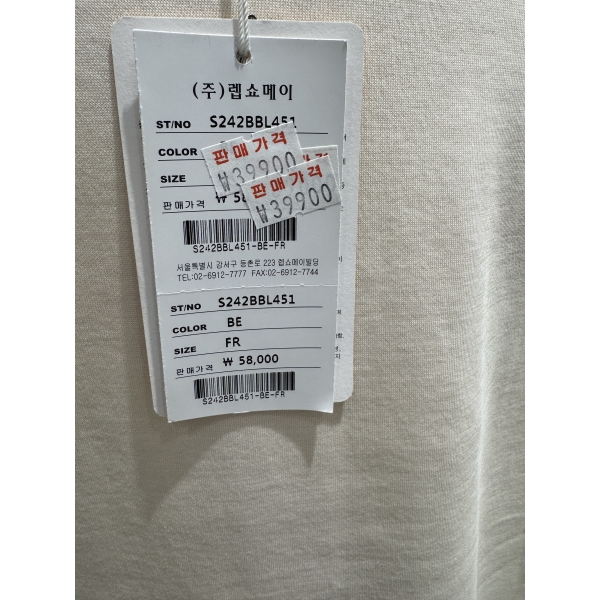 (주)렙쇼메이
ST/NO S242BBL451
COLOR
SIZE
판매가격 ₩ 58
판매가격
₩39900
판매가격
₩39900
S242BBL451-BE-FR
서울특별시 강서구 등촌로 223 렙쇼메이빌딩
TEL:02-6912-7777 FAX:02-6912-7744
ST/NO S242BBL451
COLOR BE
SIZE FR
판매가격 ₩ 58,000
S242BBL451-BE-FR